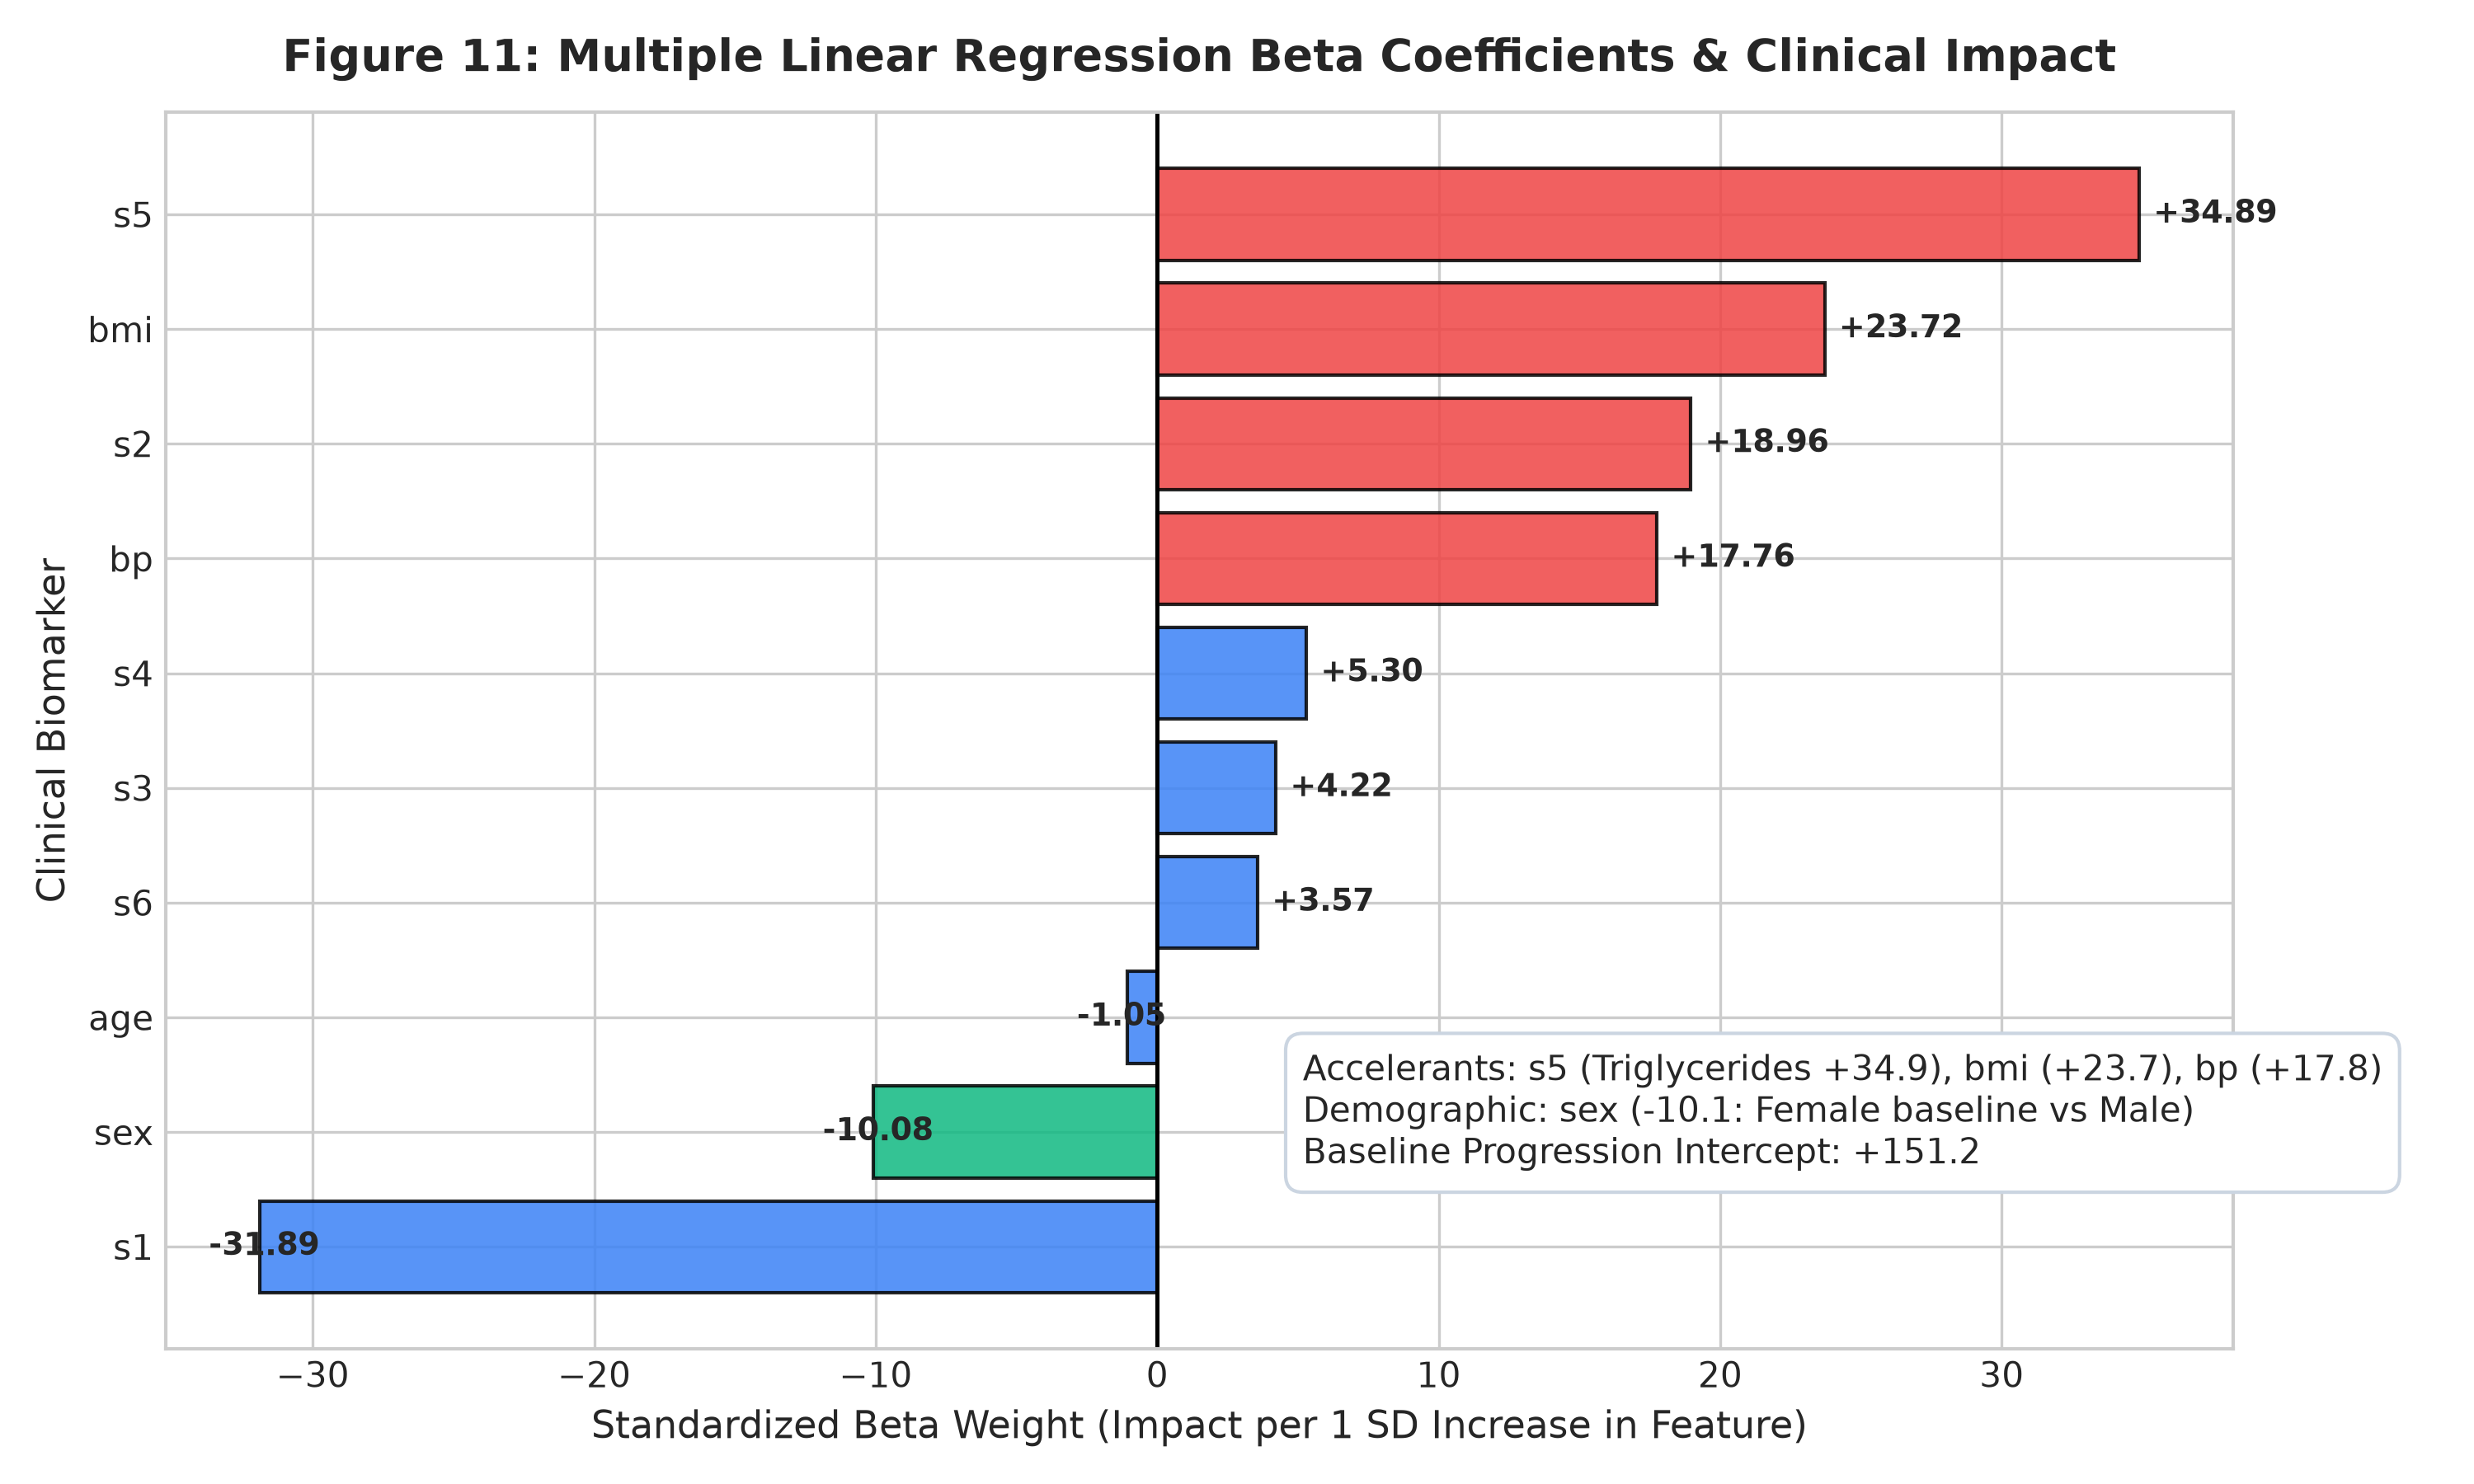 Figure 11: Multiple Linear Regression Beta Coefficients & Clinical Impact
s5
+34.89
bmi
+23.72
s2
+18.96
bp
+17.76
s4
+5.30
s3
+4.22
s6
+3.57
age
-1.05
sex
-10.08
s1
-31.89
Clinical Biomarker
Accelerants: s5 (Triglycerides +34.9), bmi (+23.7), bp (+17.8)
Demographic: sex (-10.1: Female baseline vs Male)
Baseline Progression Intercept: +151.2
−30
−20
−10
0
10
20
30
Standardized Beta Weight (Impact per 1 SD Increase in Feature)